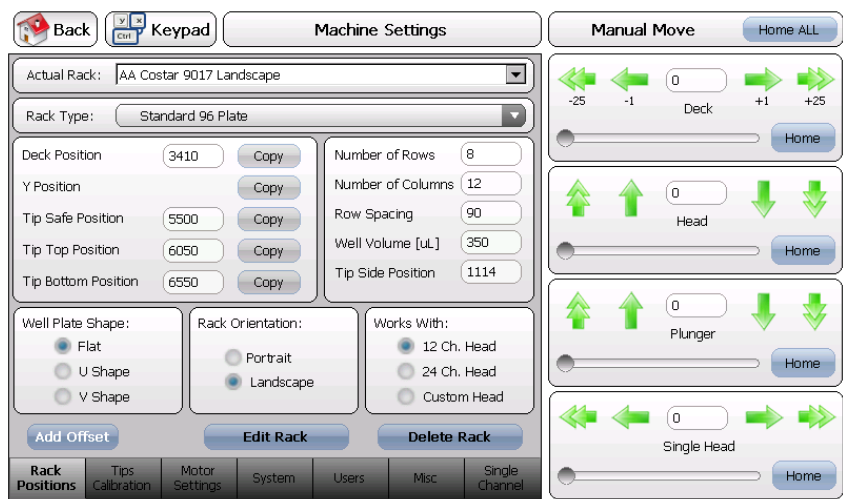 Back
y x
Ctrl
Keypad
Machine Settings
Manual Move
Home ALL
Actual Rack: AA Costar 9017 Landscape
Rack Type: Standard 96 Plate
Deck Position 3410 Copy
Y Position Copy
Tip Safe Position 5500 Copy
Tip Top Position 6050 Copy
Tip Bottom Position 6550 Copy
Number of Rows 8
Number of Columns 12
Row Spacing 90
Well Volume [uL] 350
Tip Side Position 1114
Well Plate Shape:
Flat
U Shape
V Shape
Rack Orientation:
Portrait
Landscape
Works With:
12 Ch. Head
24 Ch. Head
Custom Head
Add Offset
Edit Rack
Delete Rack
Rack Positions
Tips Calibration
Motor Settings
System
Users
Misc
Single Channel
0
-25 -1 Deck +1 +25
Home
0
Head
Home
0
Plunger
Home
0
Single Head
Home